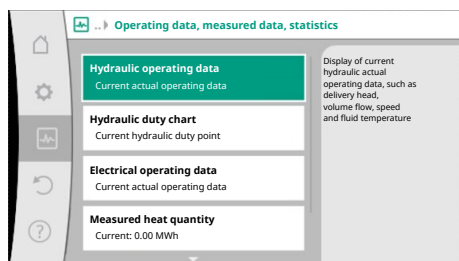 ..▸ Operating data, measured data, statistics
Hydraulic operating data
Current actual operating data
Hydraulic duty chart
Current hydraulic duty point
Electrical operating data
Current actual operating data
Measured heat quantity
Current: 0.00 MWh
Display of current
hydraulic actual
operating data, such as
delivery head,
volume flow, speed
and fluid temperature
?